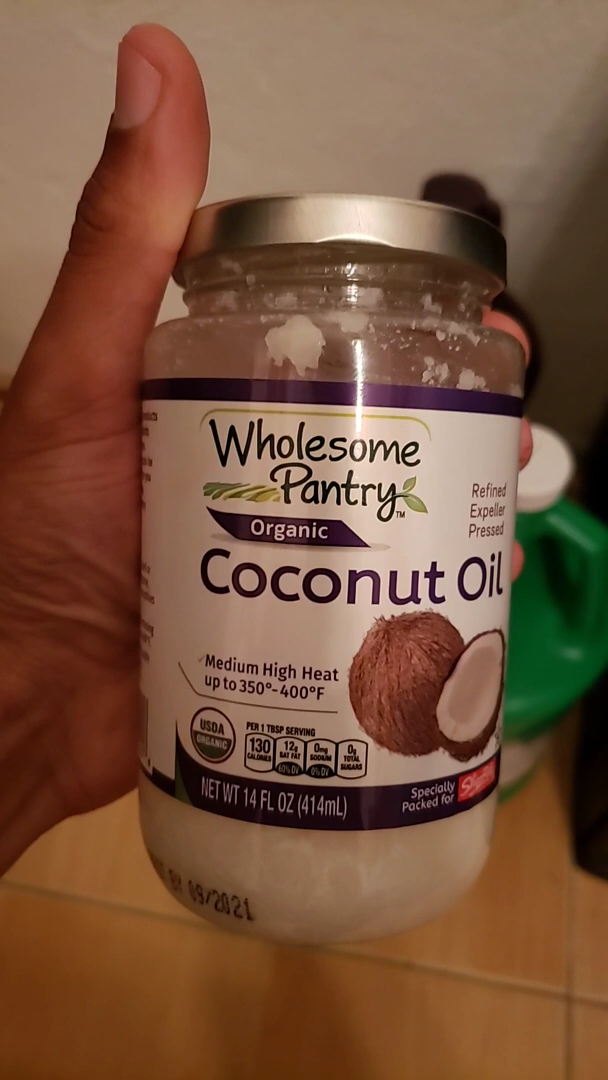 Wholesome
Pantry™
Organic
Refined
Expeller
Pressed
Coconut Oil
Medium High Heat
up to 350°-400°F
USDA
ORGANIC
PER 1 TBSP SERVING
130
CALORIES
12g
SAT FAT
60% DV
0mg
SODIUM
0% DV
0g
TOTAL
SUGARS
NET WT 14 FL OZ (414mL)
Specially
Packed for
BY 09/2021